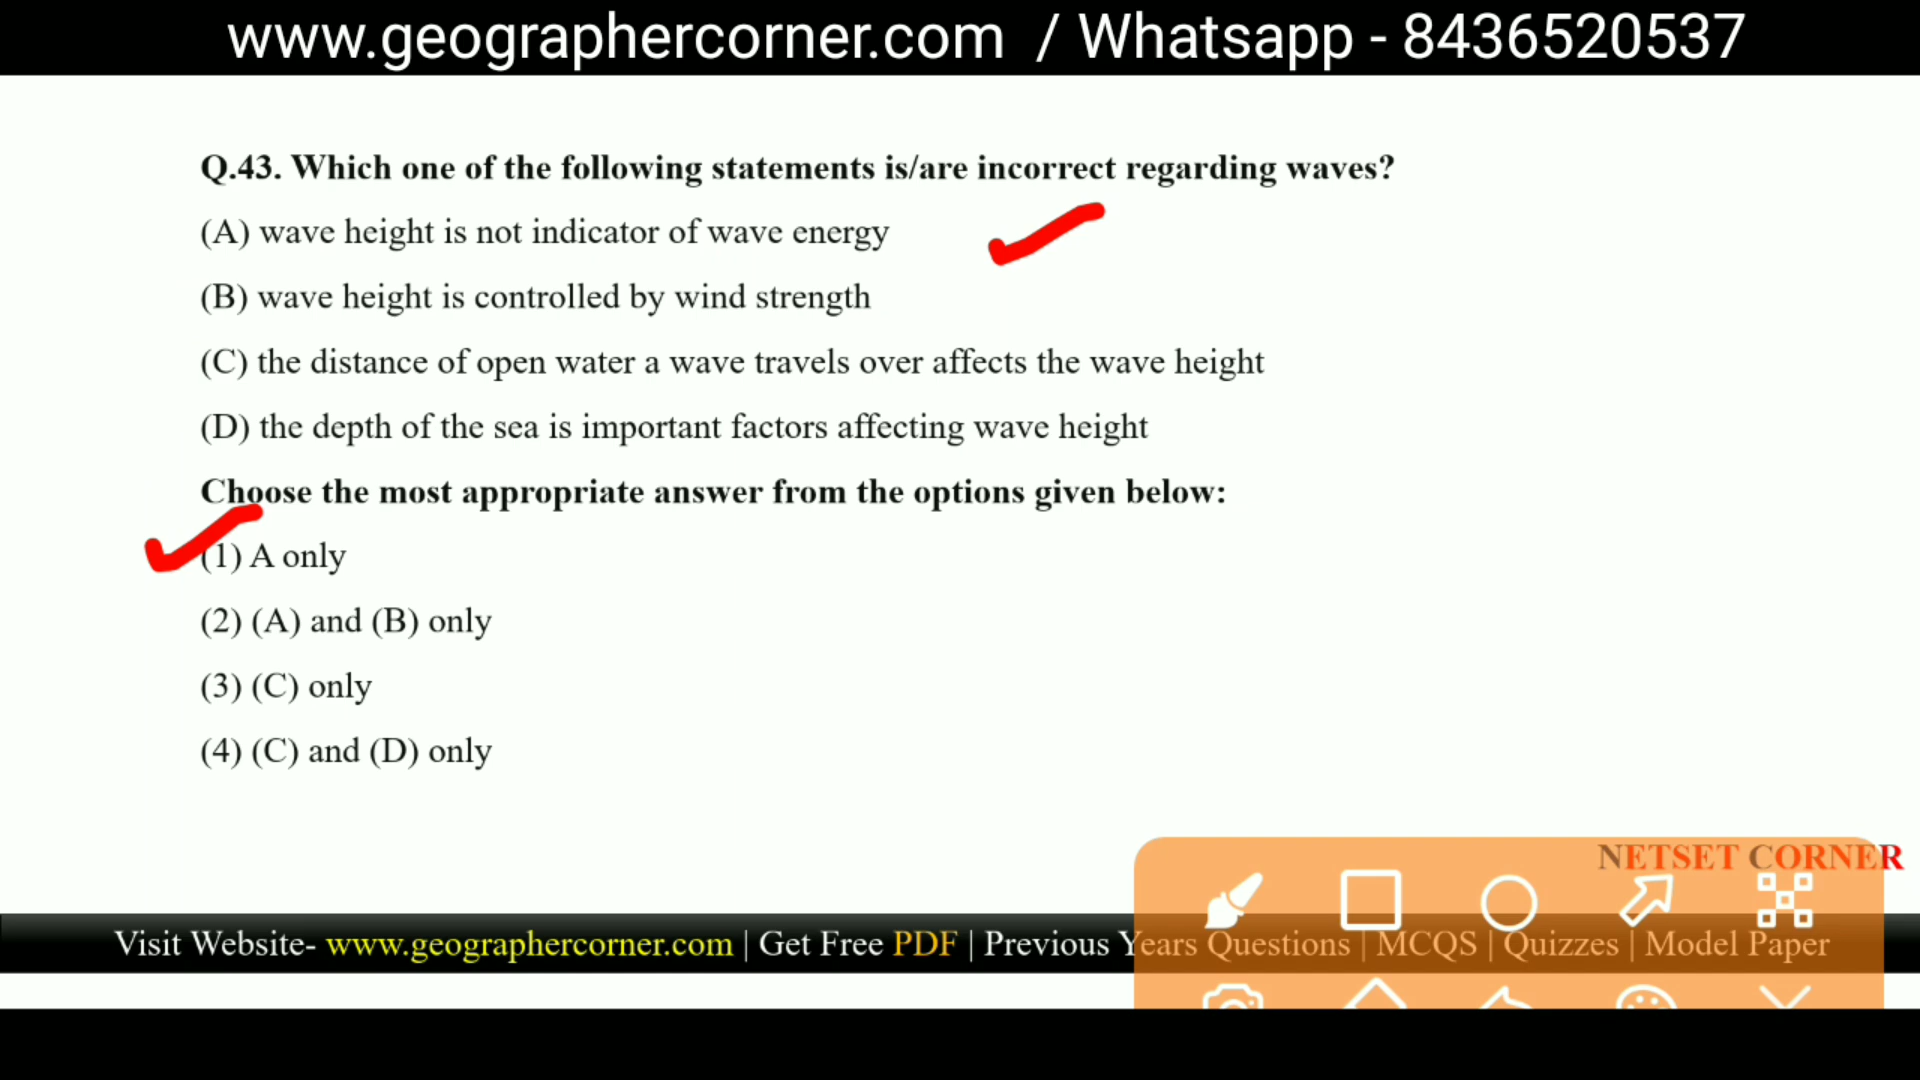 www.geographercorner.com / Whatsapp - 8436520537
Q.43. Which one of the following statements is/are incorrect regarding waves?
(A) wave height is not indicator of wave energy
(B) wave height is controlled by wind strength
(C) the distance of open water a wave travels over affects the wave height
(D) the depth of the sea is important factors affecting wave height
Choose the most appropriate answer from the options given below:
(1) A only
(2) (A) and (B) only
(3) (C) only
(4) (C) and (D) only
NETSET CORNER
Visit Website- www.geographercorner.com | Get Free PDF | Previous Years Questions | MCQS | Quizzes | Model Paper